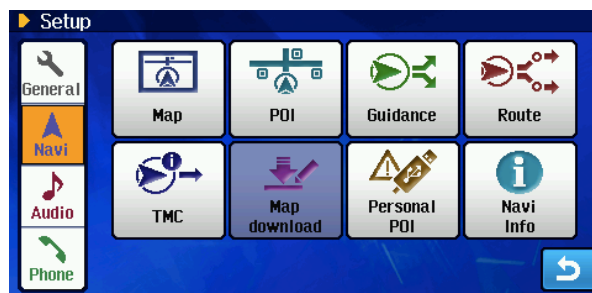 Setup
General
Navi
Audio
Phone
Map
POI
Guidance
Route
TMC
Map
download
Personal
POI
Navi
Info